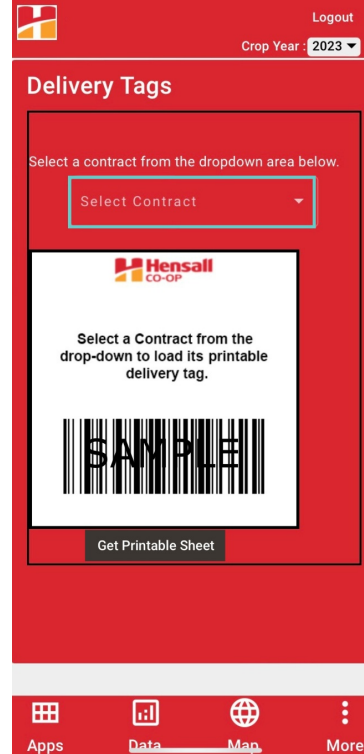 Logout
Crop Year : 2023
Delivery Tags
Select a contract from the dropdown area below.
Select Contract
Hensall
CO-OP
Select a Contract from the
drop-down to load its printable
delivery tag.
SAMPLE
Get Printable Sheet
Apps
Data
Map
More